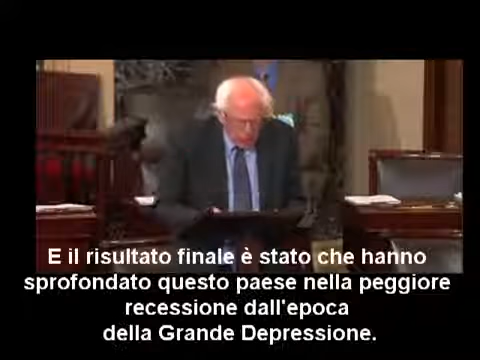 E il risultato finale è stato che hanno
sprofondato questo paese nella peggiore
recessione dall'epoca
della Grande Depressione.